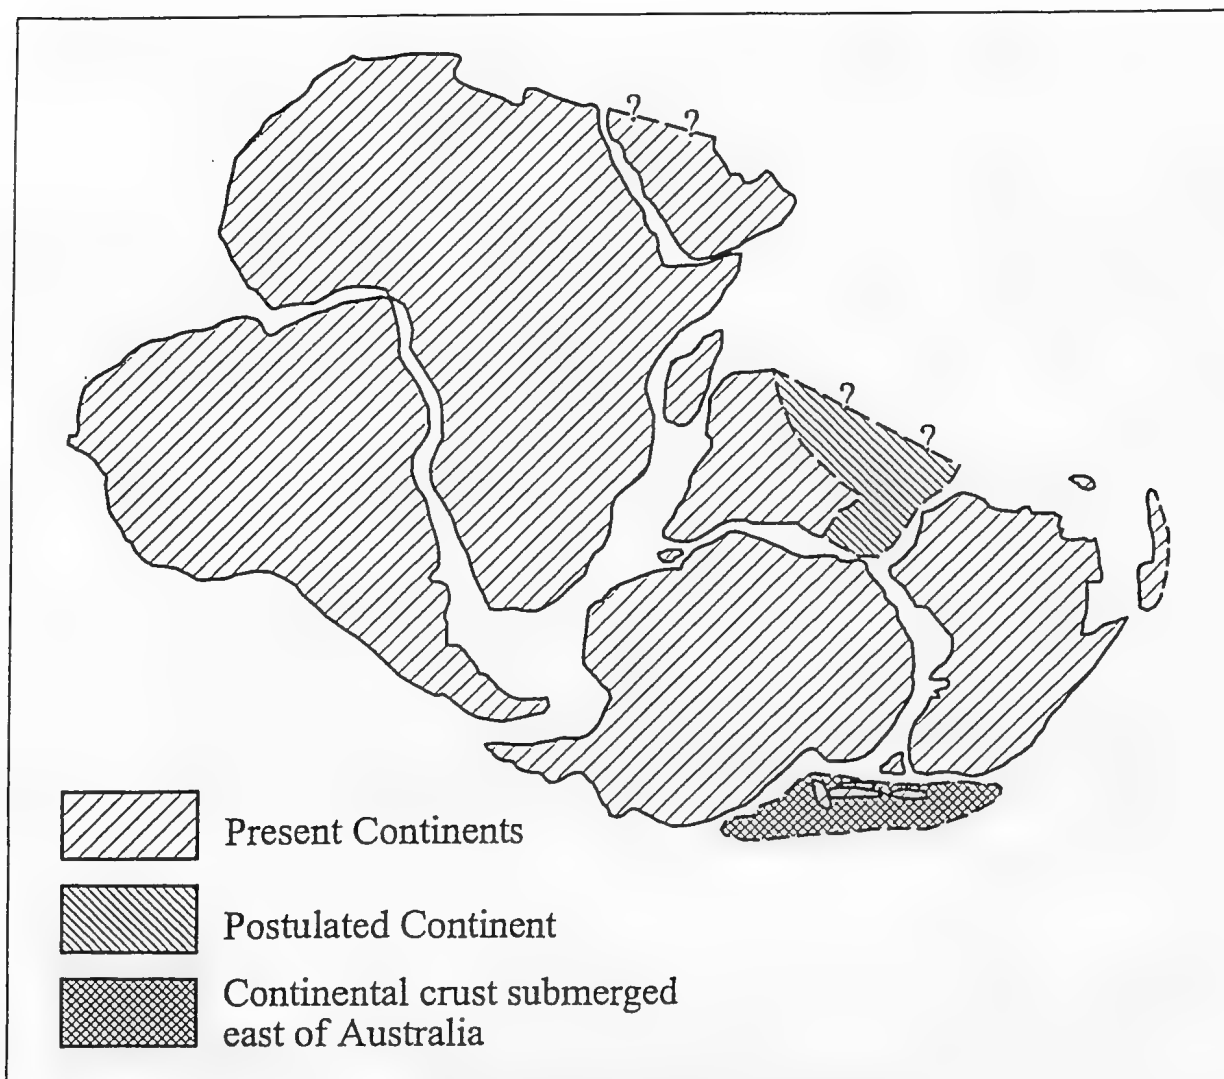 ?
?
?
?
Present Continents
Postulated Continent
Continental crust submerged
east of Australia